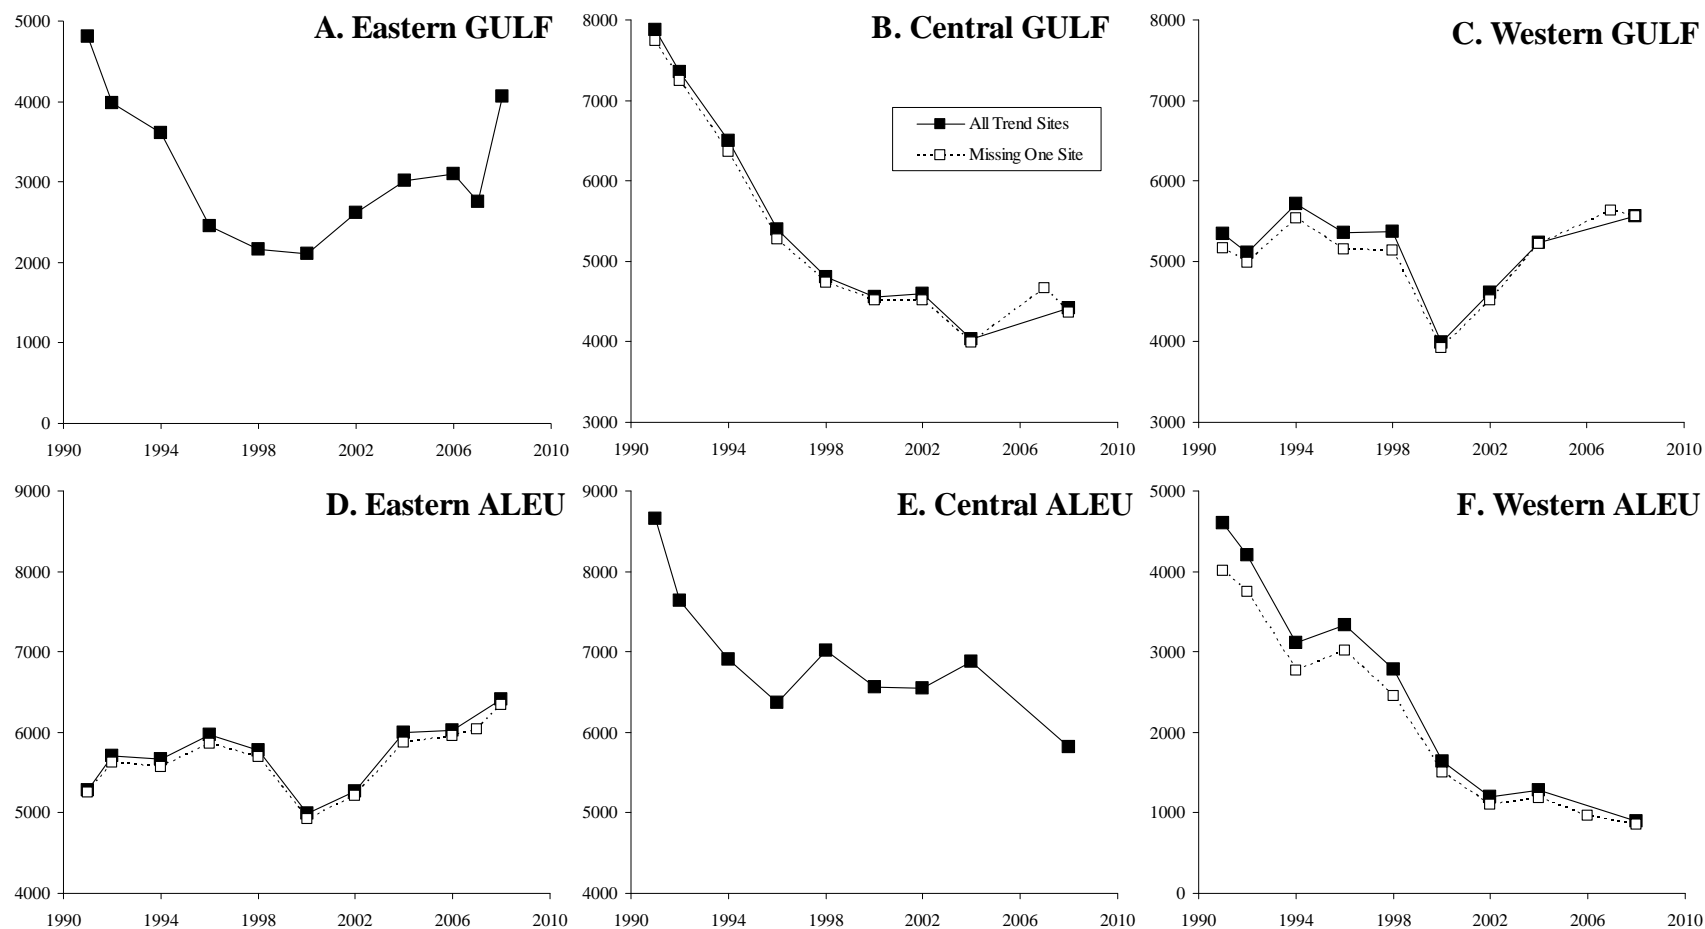 A. Eastern GULF
5000
4000
3000
2000
1000
0
1990 1994 1998 2002 2006 2010
B. Central GULF
8000
7000
6000
5000
4000
3000
All Trend Sites
Missing One Site
1990 1994 1998 2002 2006 2010
C. Western GULF
8000
7000
6000
5000
4000
3000
1990 1994 1998 2002 2006 2010
D. Eastern ALEU
9000
8000
7000
6000
5000
4000
1990 1994 1998 2002 2006 2010
E. Central ALEU
9000
8000
7000
6000
5000
4000
1990 1994 1998 2002 2006 2010
F. Western ALEU
5000
4000
3000
2000
1000
0
1990 1994 1998 2002 2006 2010